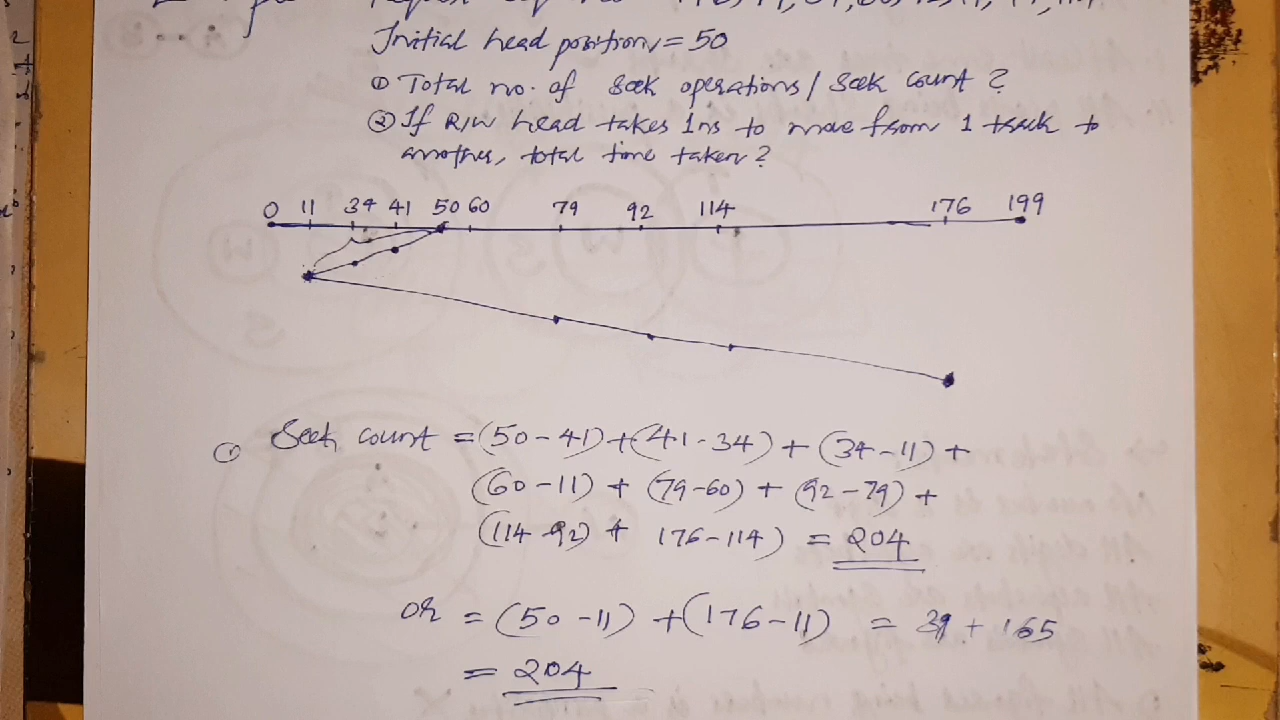 Initial head position = 50
① Total no. of Seek operations / Seek count ?
② If R/W head takes 1ns to move from 1 track to
another, total time taken ?
0 11 34 41 50 60 79 92 114 176 199
① Seek count = (50-41)+(41-34) + (34-11) +
(60-11) + (79-60) + (92-79) +
(114-92) + 176-114) = 204
or = (50-11) + (176-11) = 39 + 165
= 204